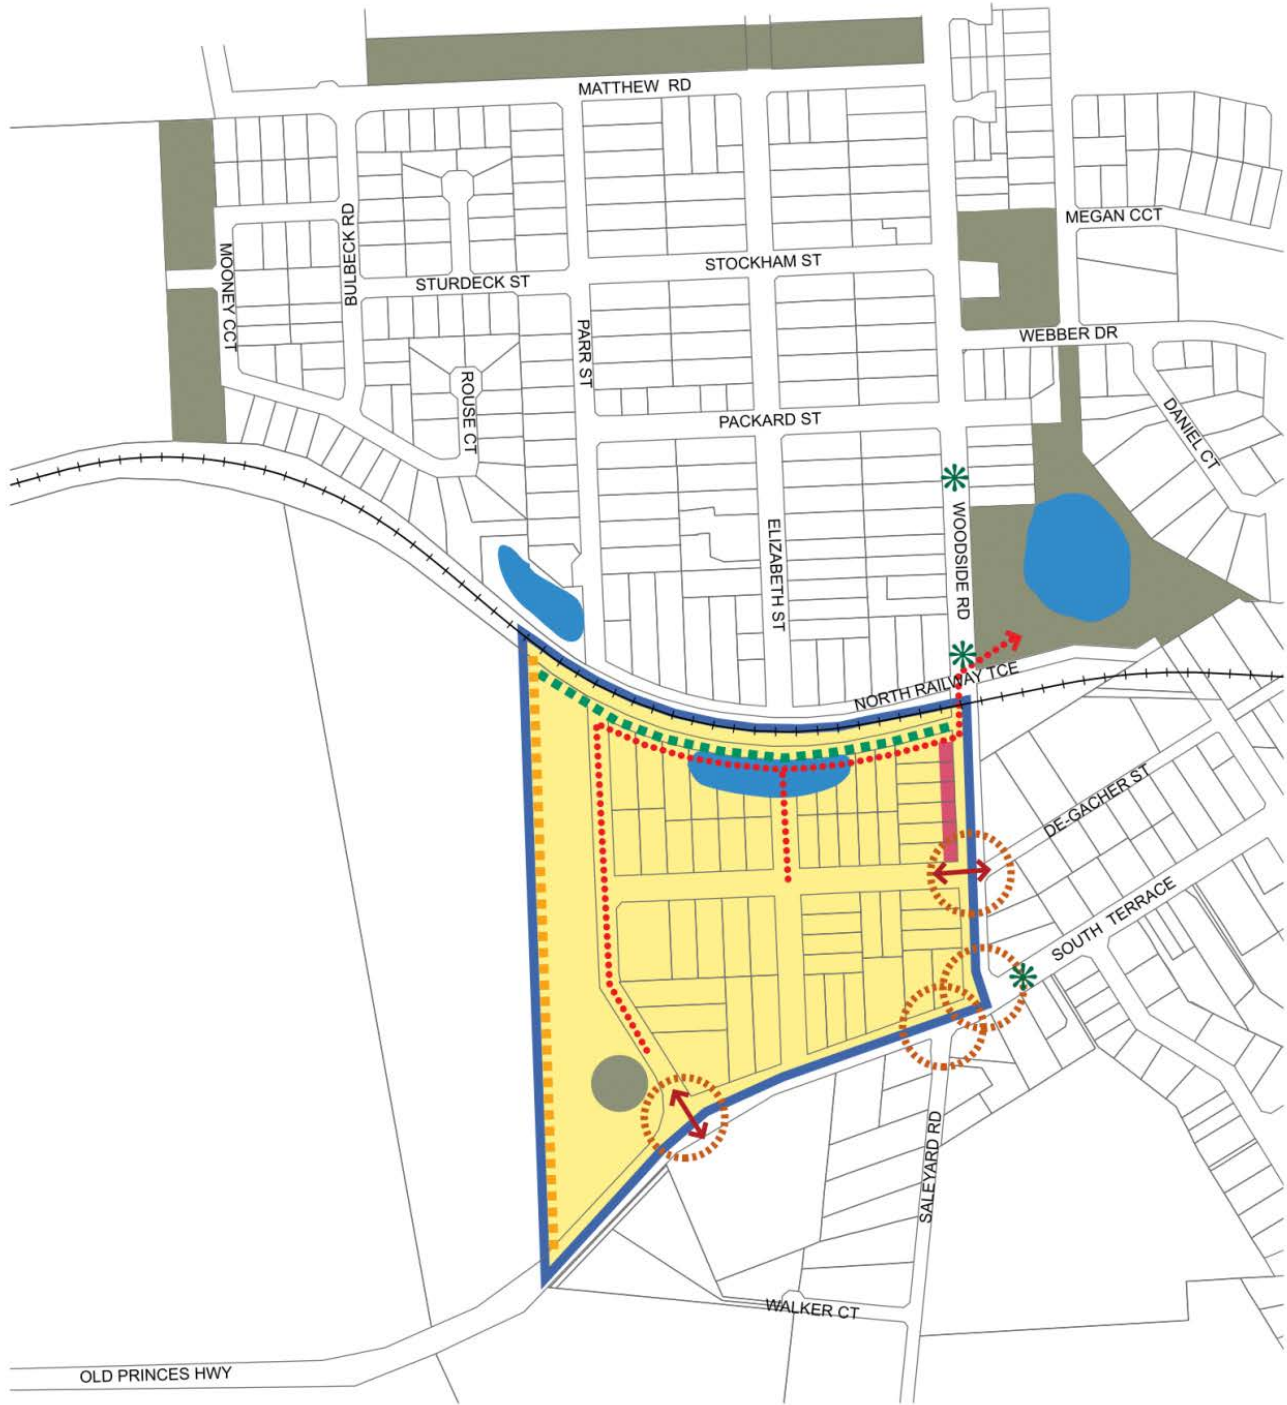 MATTHEW RD
MEGAN CCT
BULBECK RD
MOONEY CCT
STOCKHAM ST
STURDECK ST
PARR ST
WEBBER DR
ROUSE CT
PACKARD ST
DANIEL CT
WOODSIDE RD
ELIZABETH ST
NORTH RAILWAY TCE
DE-GACHER ST
SOUTH TERRACE
SALEYARD RD
WALKER CT
OLD PRINCES HWY